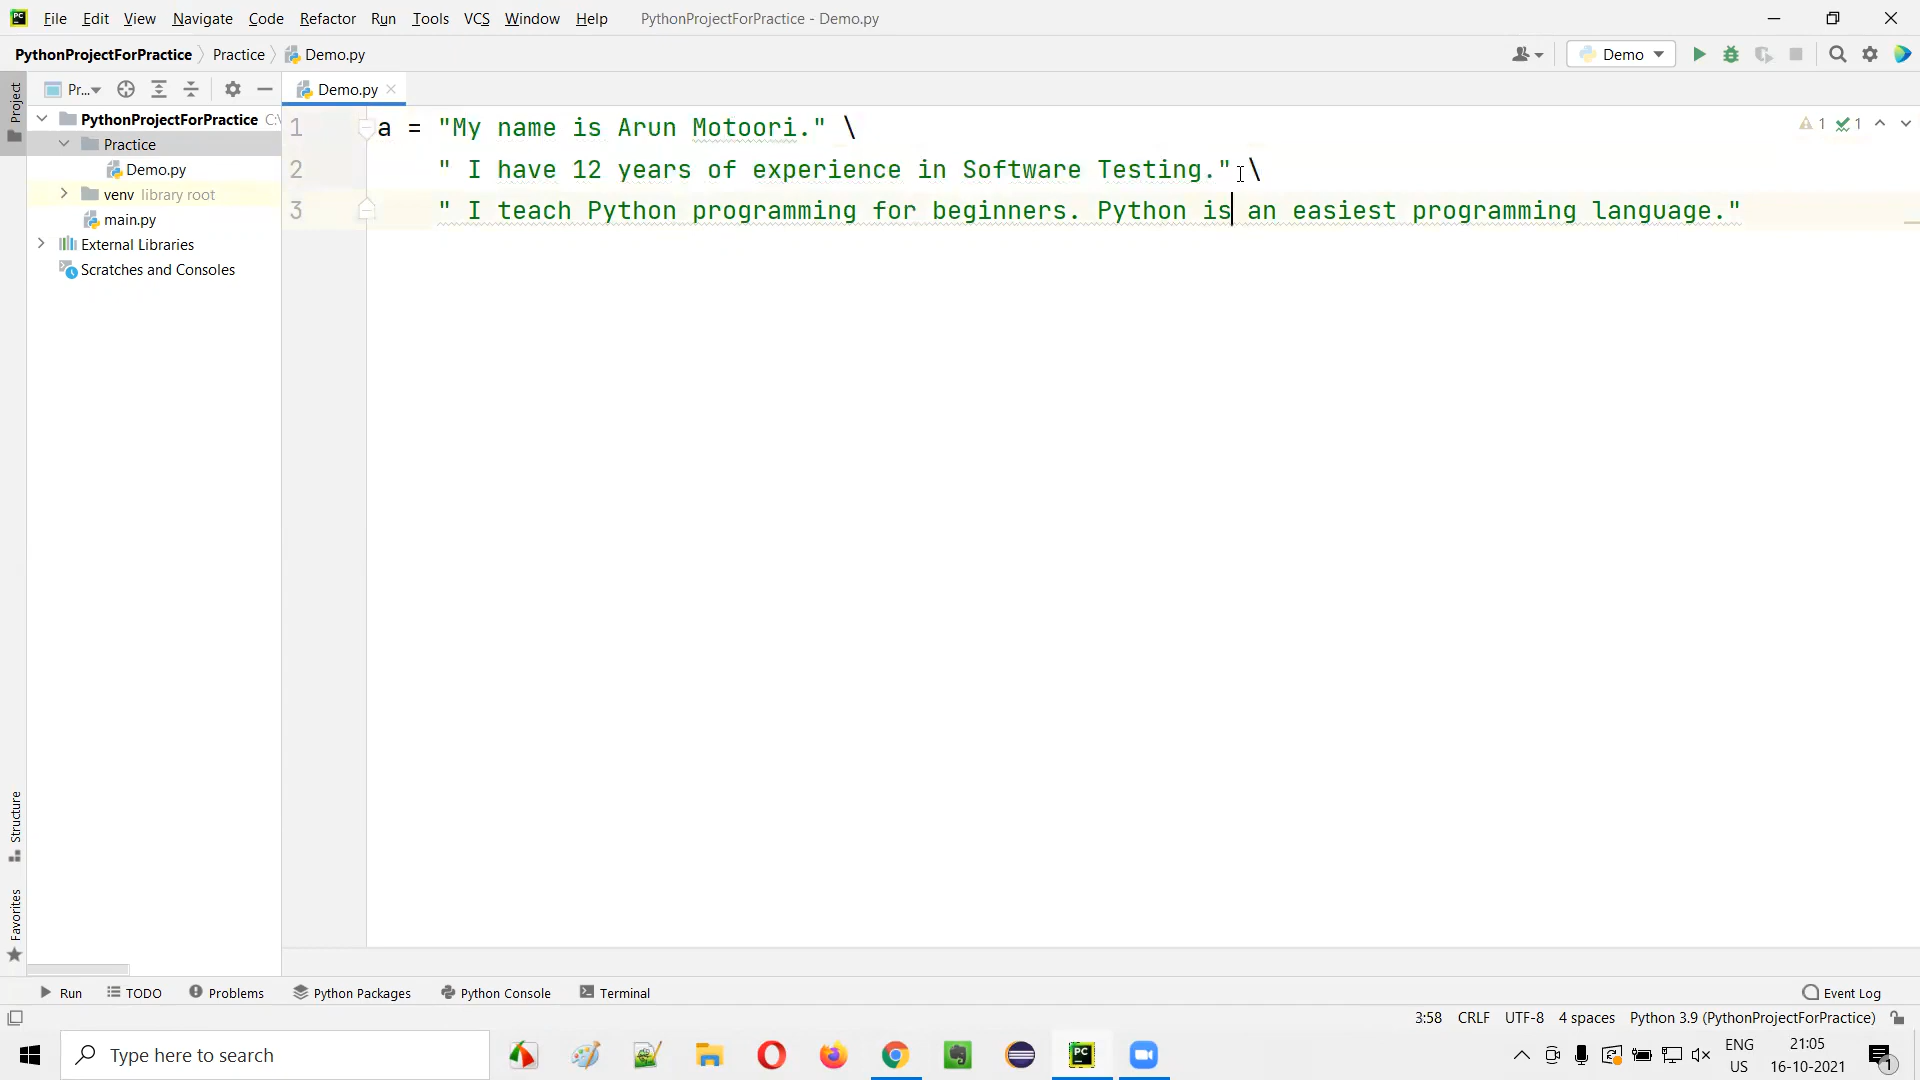 File Edit View Navigate Code Refactor Run Tools VCS Window Help PythonProjectForPractice - Demo.py
PythonProjectForPractice Practice Demo.py Demo
Pr... Demo.py
Project
PythonProjectForPractice C:\
Practice
Demo.py
venv library root
main.py
External Libraries
Scratches and Consoles
1 a = "My name is Arun Motoori." \
2 " I have 12 years of experience in Software Testing." \
3 " I teach Python programming for beginners. Python is an easiest programming language."
1 1
Structure
Favorites
Run TODO Problems Python Packages Python Console Terminal Event Log
3:58 CRLF UTF-8 4 spaces Python 3.9 (PythonProjectForPractice)
Type here to search
PC
ENG
US
21:05
16-10-2021
1